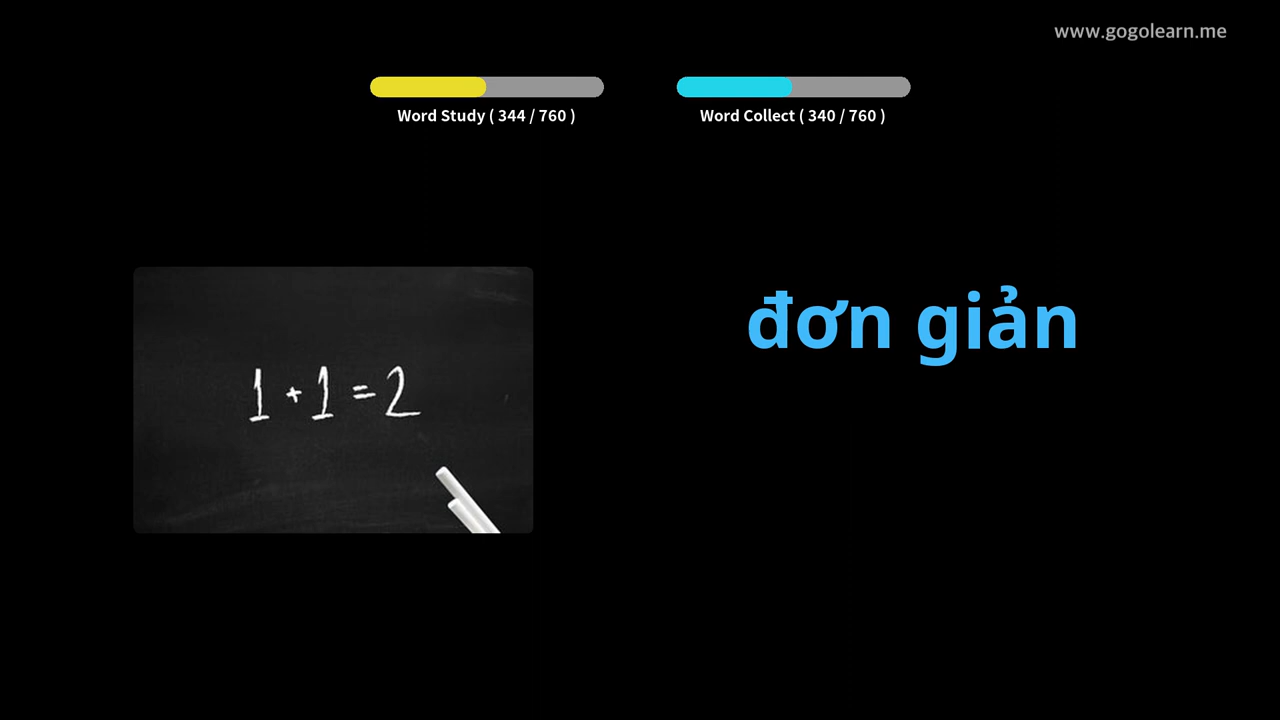 www.gogolearn.me
Word Study ( 344 / 760 )
Word Collect ( 340 / 760 )
đơn giản
1 + 1 = 2